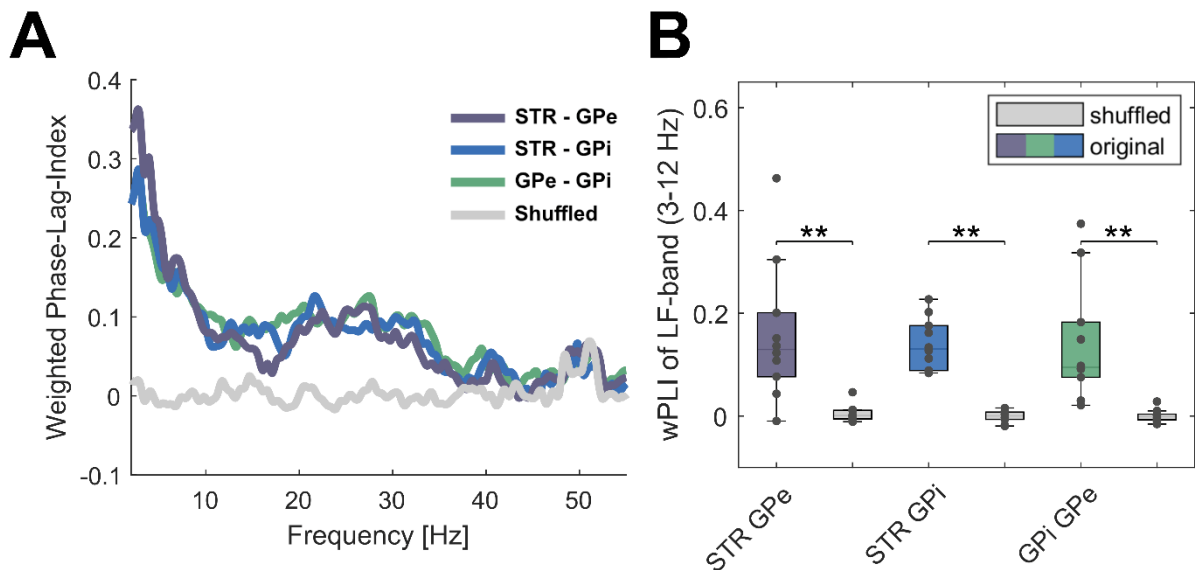 A
Weighted Phase-Lag-Index
0.4
0.3
0.2
0.1
0
-0.1
10
20
30
40
50
Frequency [Hz]
STR - GPe
STR - GPi
GPe - GPi
Shuffled
B
wPLI of LF-band (3-12 Hz)
0.6
0.4
0.2
0
shuffled
original
**
**
**
STR GPe
STR GPi
GPi GPe